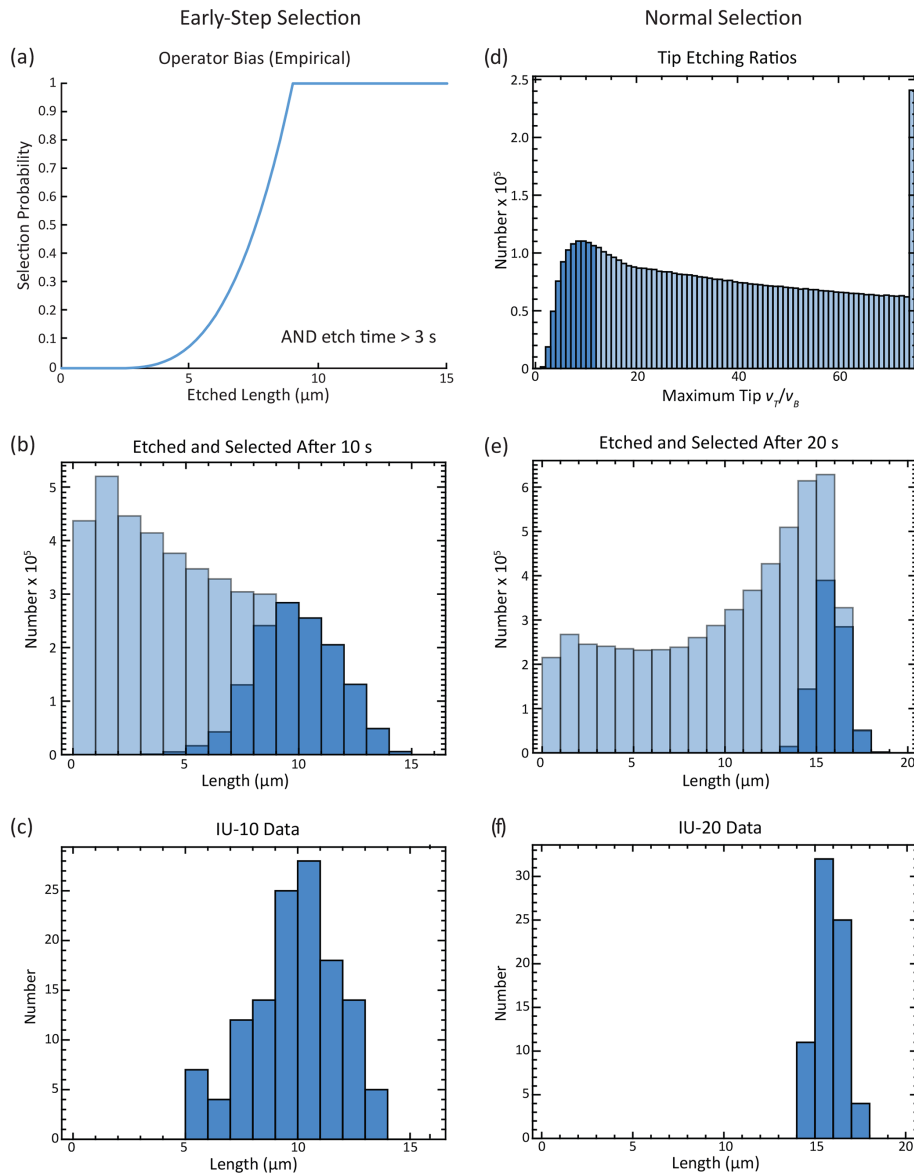 Early-Step Selection
Normal Selection
(a)
Operator Bias (Empirical)
1
0.9
0.8
0.7
0.6
0.5
0.4
0.3
0.2
0.1
0
Selection Probability
AND etch time > 3 s
0 5 10 15
Etched Length (µm)
(d)
Tip Etching Ratios
2.5
2.0
1.5
1.0
0.5
0
Number x 10⁵
0 20 40 60
Maximum Tip v_T/v_B
(b)
Etched and Selected After 10 s
5
4
3
2
1
0
Number x 10⁵
0 5 10 15
Length (µm)
(e)
Etched and Selected After 20 s
6
5
4
3
2
1
0
Number x 10⁵
0 5 10 15 20
Length (µm)
(c)
IU-10 Data
25
20
15
10
5
0
Number
0 5 10 15
Length (µm)
(f)
IU-20 Data
30
25
20
15
10
5
0
Number
0 5 10 15 20
Length (µm)